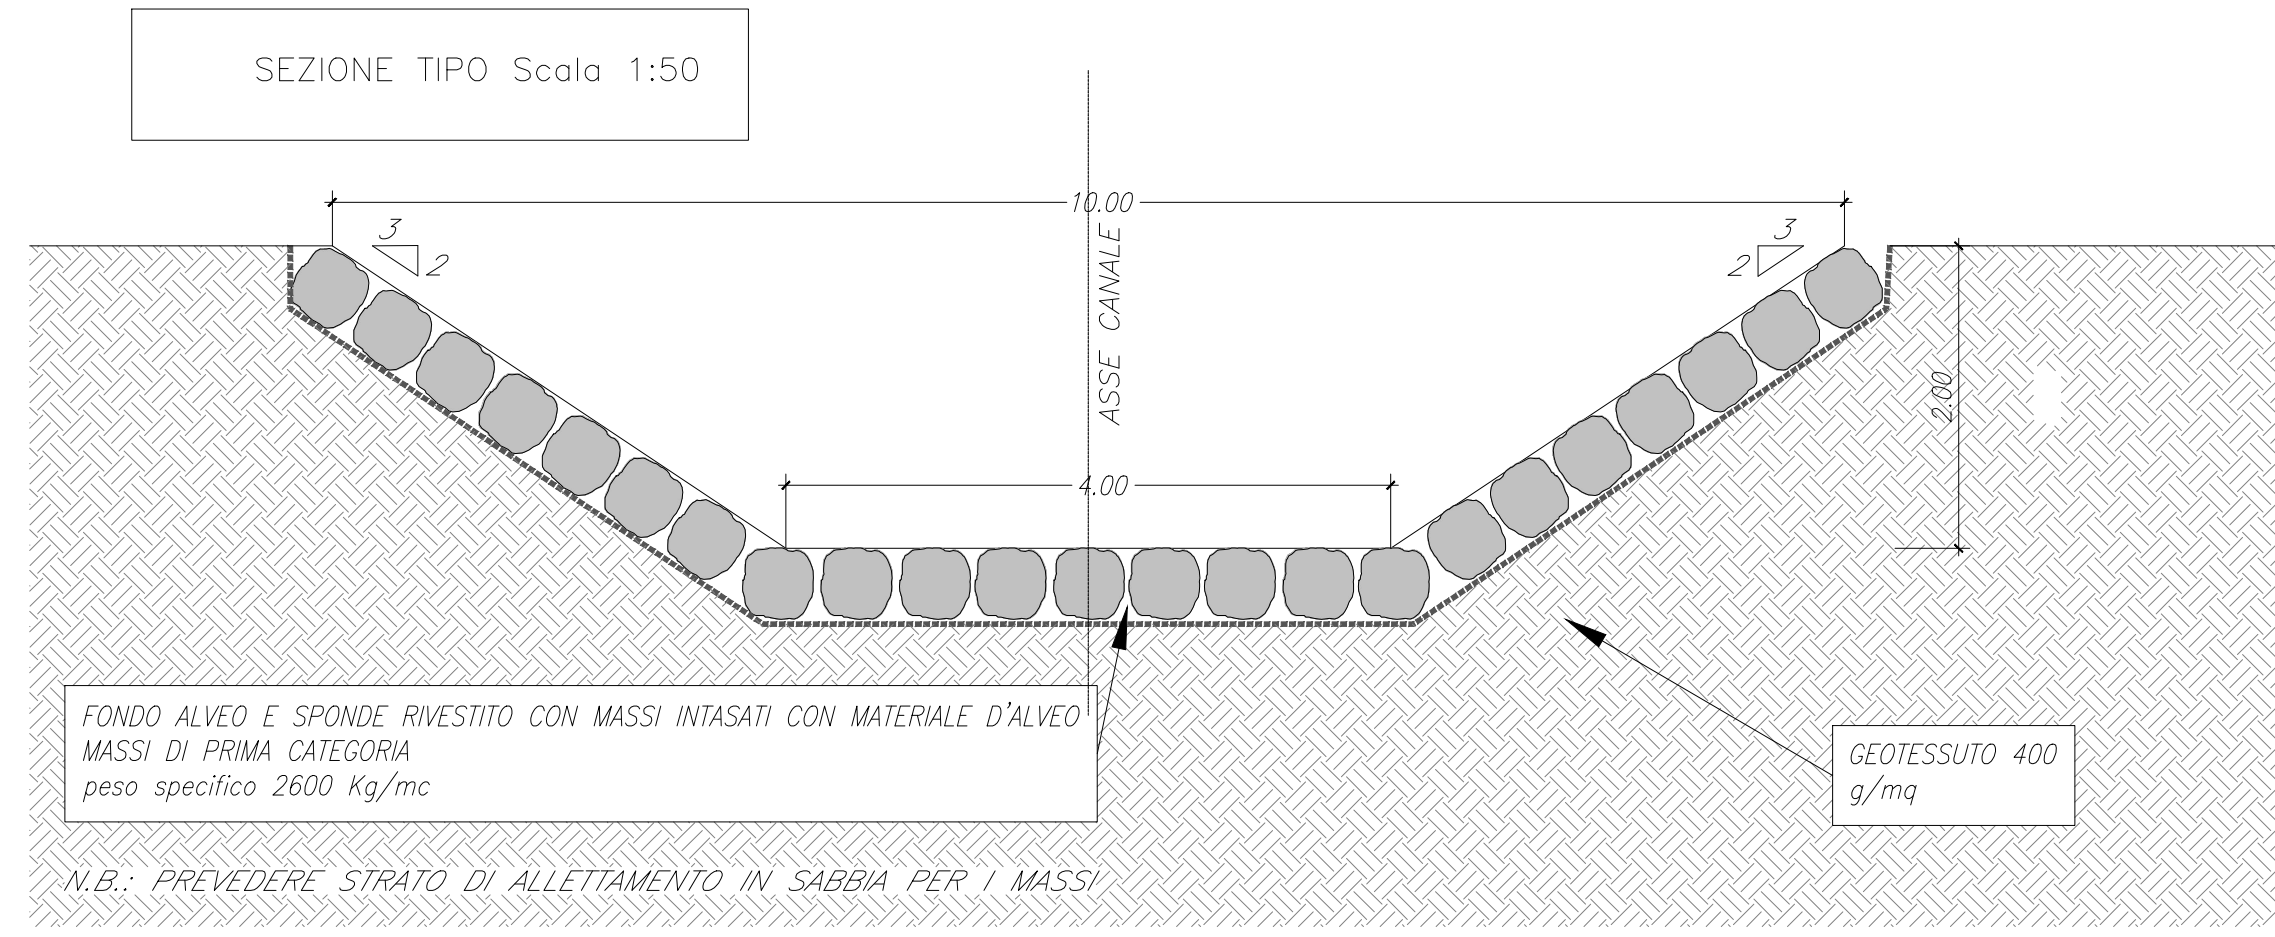 SEZIONE TIPO Scala 1:50
10.00
3
2
3
2
ASSE CANALE
2.00
4.00
FONDO ALVEO E SPONDE RIVESTITO CON MASSI INTASATI CON MATERIALE D'ALVEO
MASSI DI PRIMA CATEGORIA
peso specifico 2600 Kg/mc
GEOTESSUTO 400
g/mq
N.B.: PREVEDERE STRATO DI ALLETTAMENTO IN SABBIA PER I MASSI